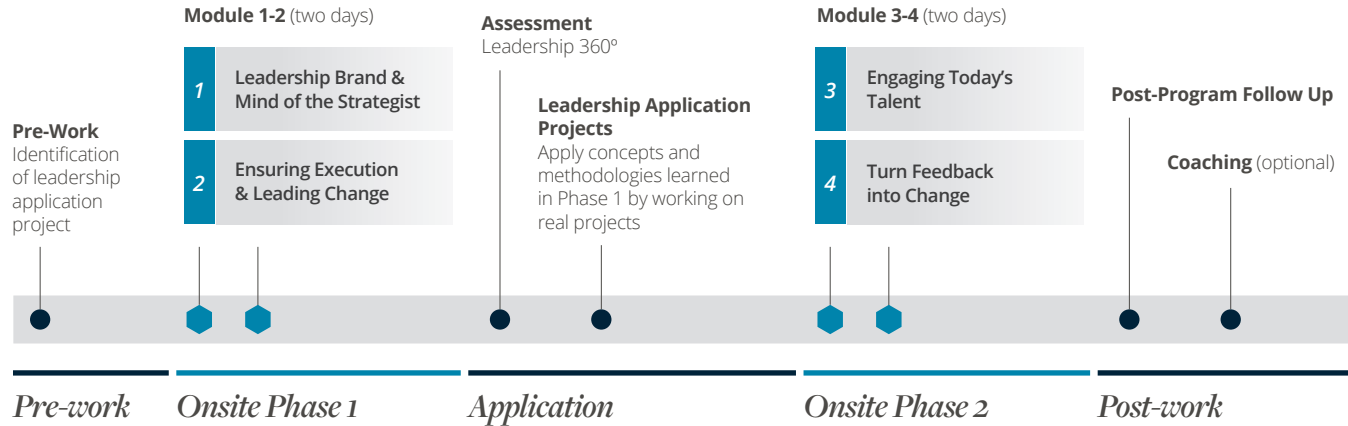 Pre-Work
Identification
of leadership
application
project
Module 1-2 (two days)
1
Leadership Brand &
Mind of the Strategist
2
Ensuring Execution
& Leading Change
Assessment
Leadership 360º
Leadership Application
Projects
Apply concepts and
methodologies learned
in Phase 1 by working on
real projects
Module 3-4 (two days)
3
Engaging Today's
Talent
4
Turn Feedback
into Change
Post-Program Follow Up
Coaching (optional)
Pre-work
Onsite Phase 1
Application
Onsite Phase 2
Post-work